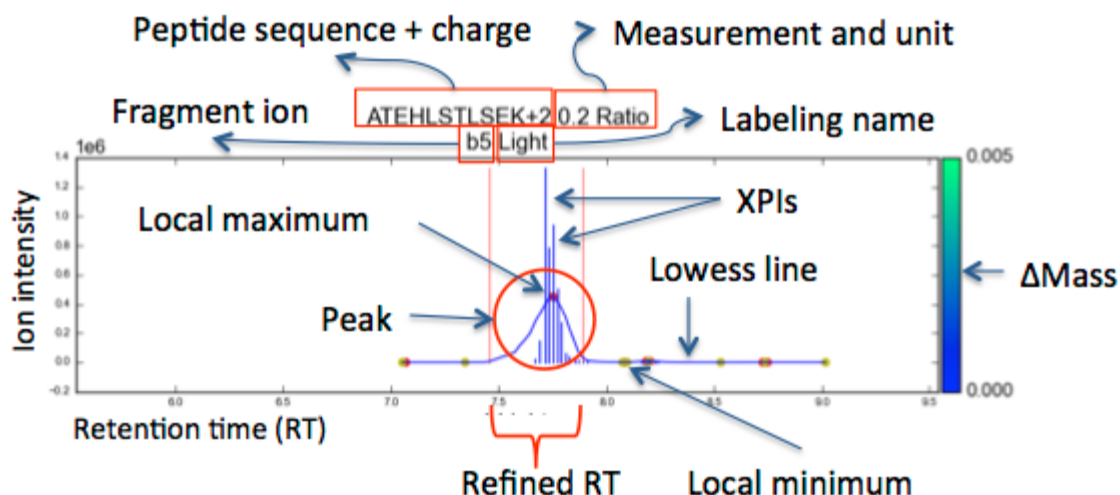 Peptide sequence + charge
Measurement and unit
ATEHLSTLSEK+2 0.2 Ratio
Fragment ion
b5 Light
Labeling name
1e6
1.4
1.2
1.0
0.8
0.6
0.4
0.2
0.0
-0.2
Ion intensity
Local maximum
XPIs
Lowess line
Peak
0.005
ΔMass
0.000
6.0 6.5 7.0 7.5 8.0 8.5 9.0 9.5
Retention time (RT)
Refined RT
Local minimum